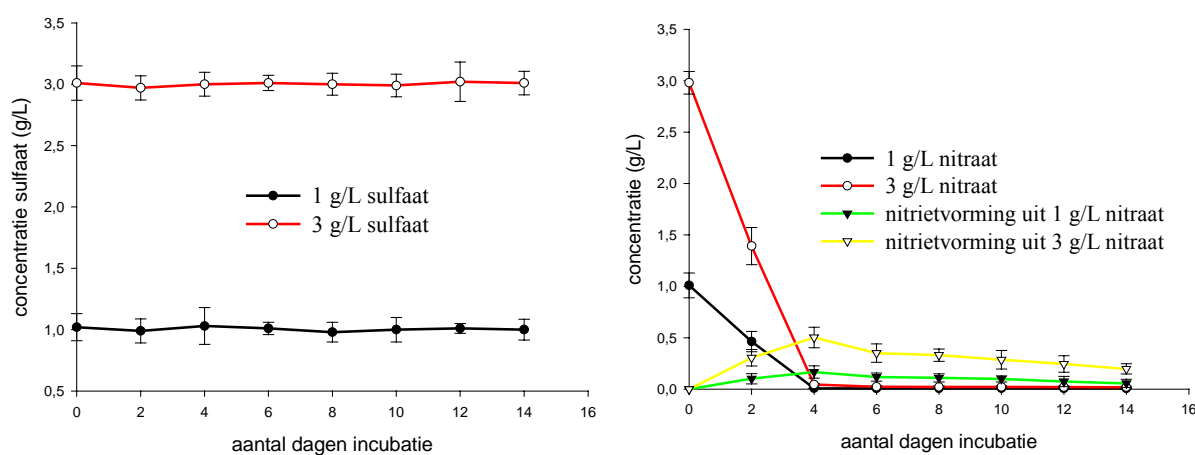 3,5
3,0
2,5
2,0
1,5
1,0
0,5
concentratie sulfaat (g/L)
1 g/L sulfaat
3 g/L sulfaat
0 2 4 6 8 10 12 14 16
aantal dagen incubatie
3,5
3,0
2,5
2,0
1,5
1,0
0,5
0,0
concentratie (g/L)
1 g/L nitraat
3 g/L nitraat
nitrietvorming uit 1 g/L nitraat
nitrietvorming uit 3 g/L nitraat
0 2 4 6 8 10 12 14 16
aantal dagen incubatie